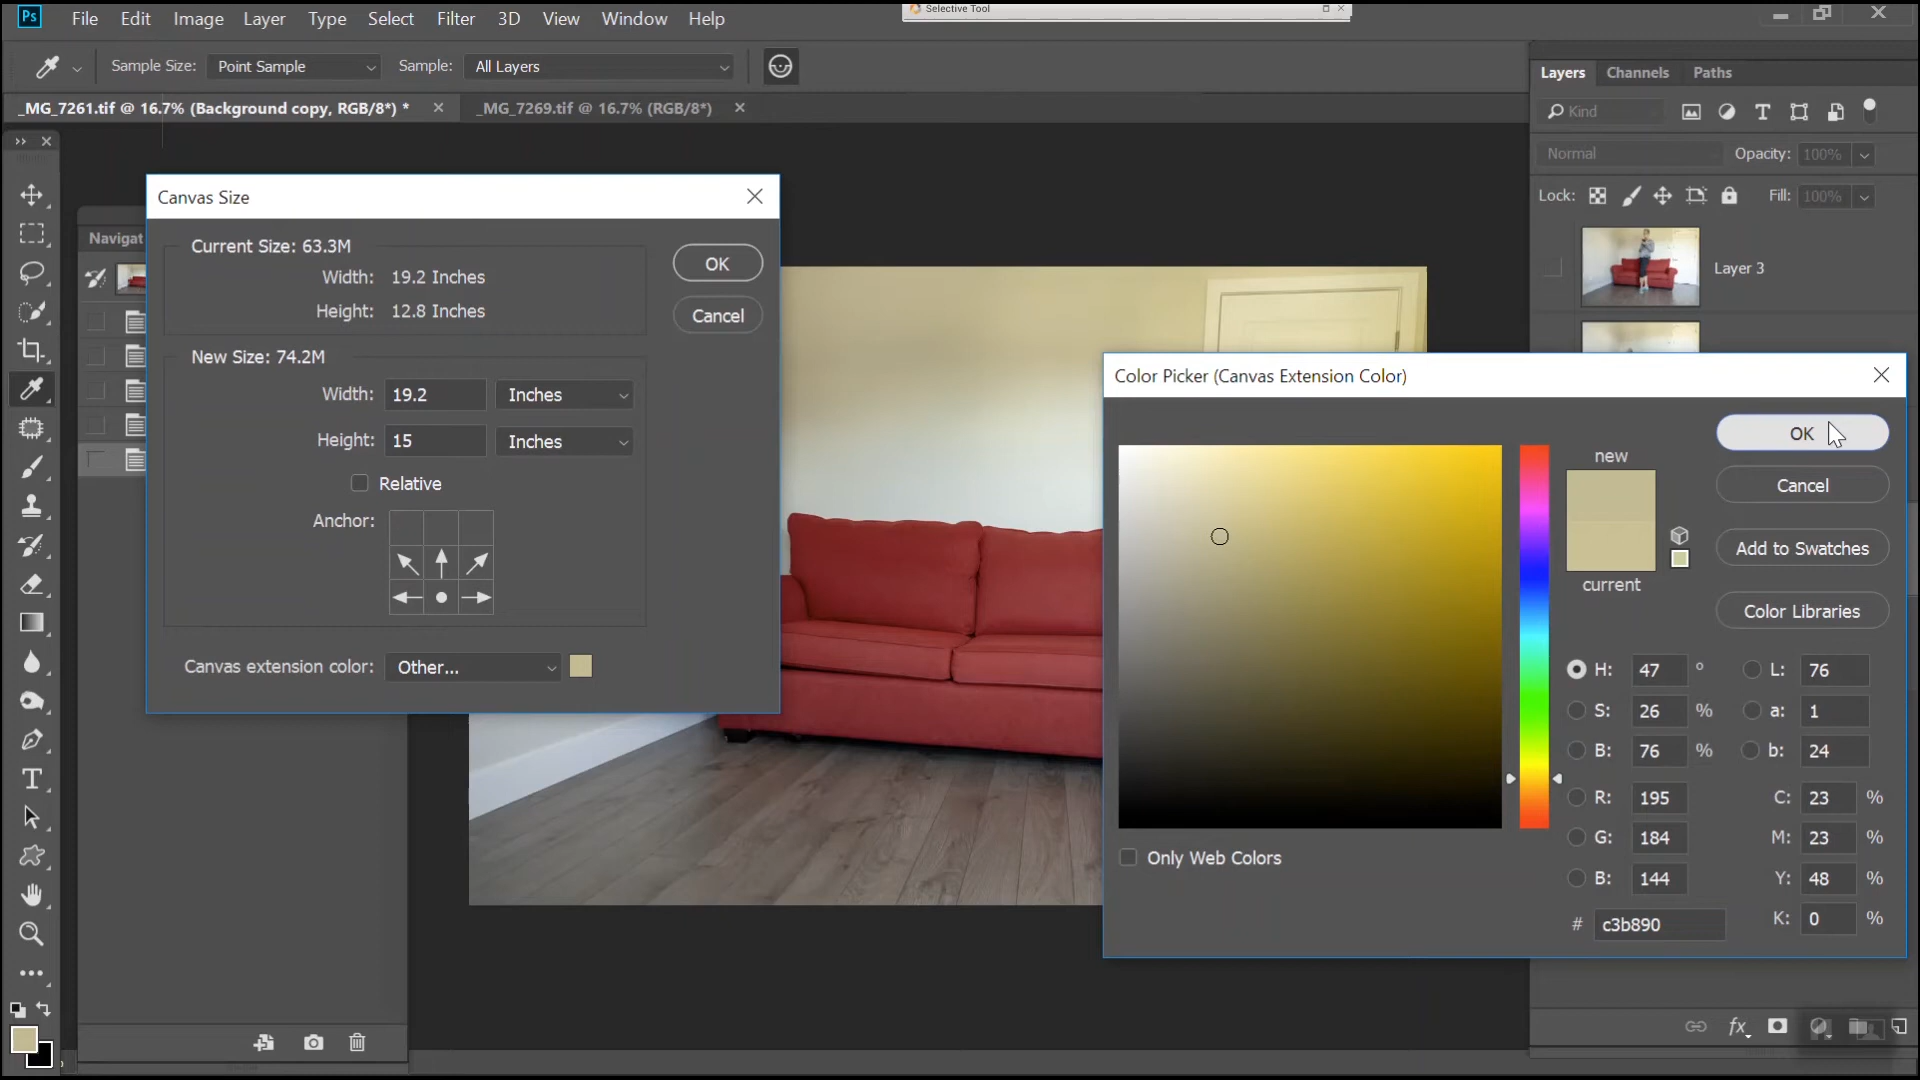 Ps File Edit Image Layer Type Select Filter 3D View Window Help
Selective Tool
Sample Size: Point Sample Sample: All Layers
_MG_7261.tif @ 16.7% (Background copy, RGB/8*) *
_MG_7269.tif @ 16.7% (RGB/8*)
Layers Channels Paths
Kind
Normal Opacity: 100%
Lock: Fill: 100%
Layer 3
Navigat
Canvas Size
Current Size: 63.3M
Width: 19.2 Inches
Height: 12.8 Inches
OK
Cancel
New Size: 74.2M
Width: 19.2 Inches
Height: 15 Inches
Relative
Anchor:
Canvas extension color: Other...
Color Picker (Canvas Extension Color)
new
current
OK
Cancel
Add to Swatches
Color Libraries
H: 47 °
S: 26 %
B: 76 %
R: 195
G: 184
B: 144
# c3b890
L: 76
a: 1
b: 24
C: 23 %
M: 23 %
Y: 48 %
K: 0 %
Only Web Colors
fx